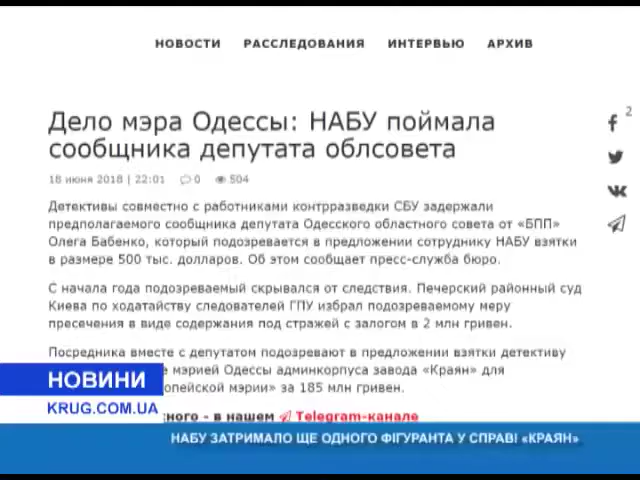 НОВОСТИ РАССЛЕДОВАНИЯ ИНТЕРВЬЮ АРХИВ
Дело мэра Одессы: НАБУ поймала
сообщника депутата облсовета
2
18 июня 2018 | 22:01 0 504
Детективы совместно с работниками контрразведки СБУ задержали
предполагаемого сообщника депутата Одесского областного совета от «БПП»
Олега Бабенко, который подозревается в предложении сотруднику НАБУ взятки
в размере 500 тыс. долларов. Об этом сообщает пресс-служба бюро.
С начала года подозреваемый скрывался от следствия. Печерский районный суд
Киева по ходатайству следователей ГПУ избрал подозреваемому меру
пресечения в виде содержания под стражей с залогом в 2 млн гривен.
Посредника вместе с депутатом подозревают в предложении взятки детективу
мэрией Одессы админкорпуса завода «Краян» для
мэрии» за 185 млн гривен.
- в нашем Telegram-канале
НОВИНИ
KRUG.COM.UA
НАБУ ЗАТРИМАЛО ЩЕ ОДНОГО ФІГУРАНТА У СПРАВІ «КРАЯН»